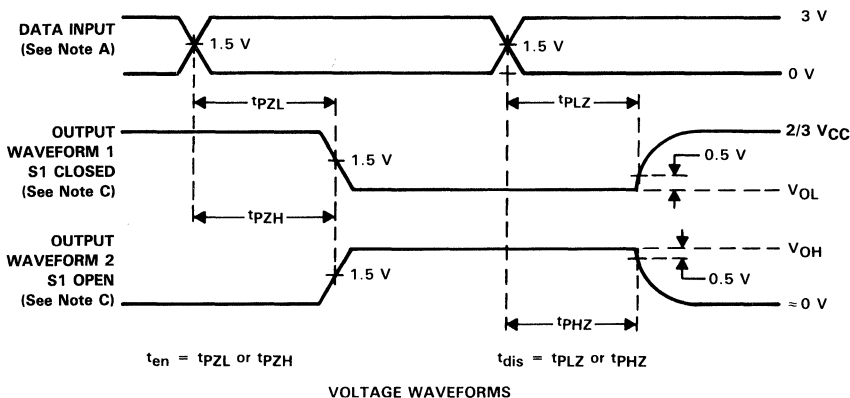 DATA INPUT
(See Note A)
1.5 V
1.5 V
3 V
0 V
tPZL
tPLZ
OUTPUT
WAVEFORM 1
S1 CLOSED
(See Note C)
1.5 V
2/3 VCC
0.5 V
VOL
tPZH
OUTPUT
WAVEFORM 2
S1 OPEN
(See Note C)
1.5 V
VOH
0.5 V
≈ 0 V
tPHZ
ten = tPZL or tPZH
tdis = tPLZ or tPHZ
VOLTAGE WAVEFORMS